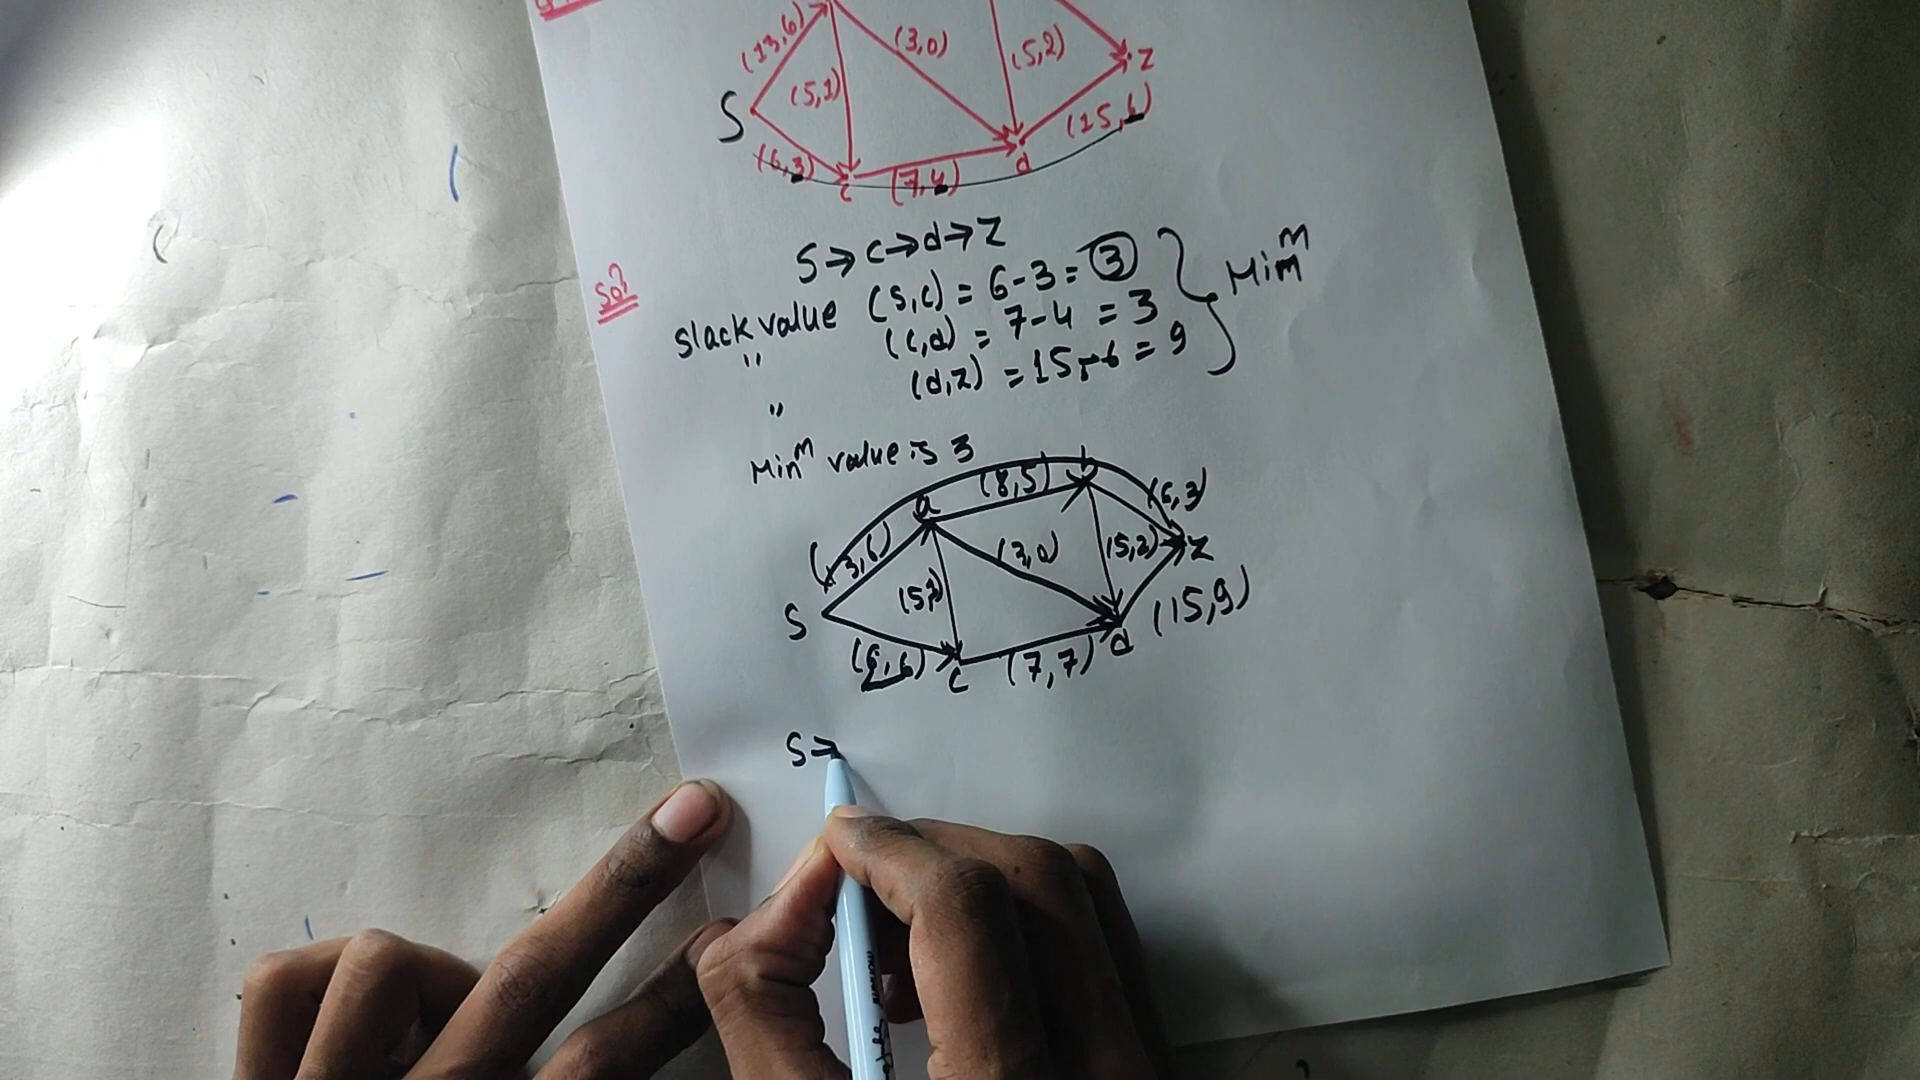 (13,6)
(3,0)
(5,2)
Z
(5,1)
S
(15,6)
(6,3)
c
(7,4)
d
S→c→d→Z
Sol
Slack value (s,c) = 6-3 = 3
" (c,d) = 7-4 = 3
" (d,z) = 15-6 = 9
Min^m
Min^m value is 3
a
(8,5)
b
(6,3)
3,6)
(3,0)
(5,2)
Z
(5,1)
S
(15,9)
(6,6)
c
(7,7)
d
S→